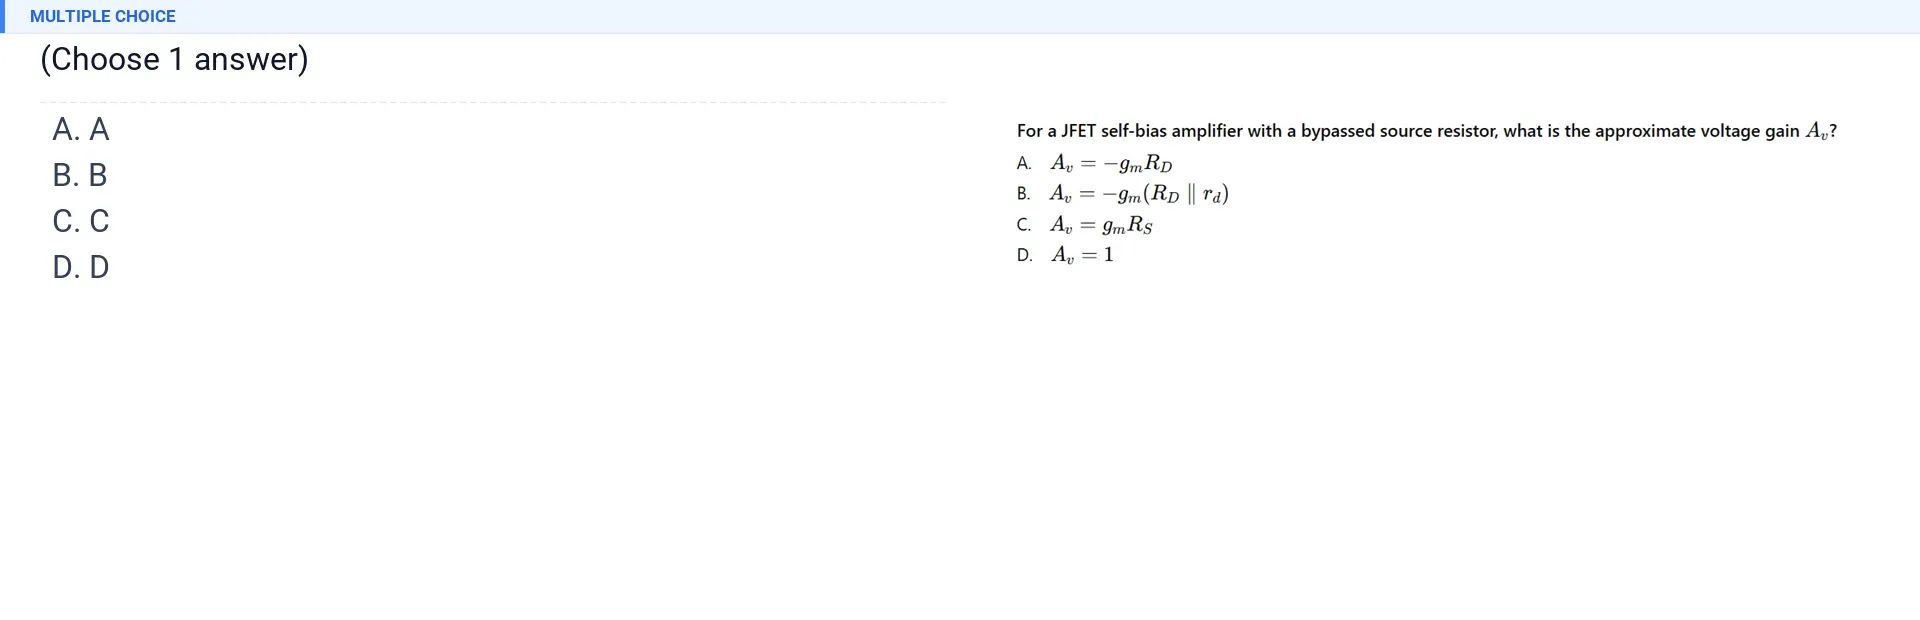 MULTIPLE CHOICE
(Choose 1 answer)
A. A
B. B
C. C
D. D
For a JFET self-bias amplifier with a bypassed source resistor, what is the approximate voltage gain $A_v$?
A. $A_v = -g_m R_D$
B. $A_v = -g_m (R_D \parallel r_d)$
C. $A_v = g_m R_S$
D. $A_v = 1$